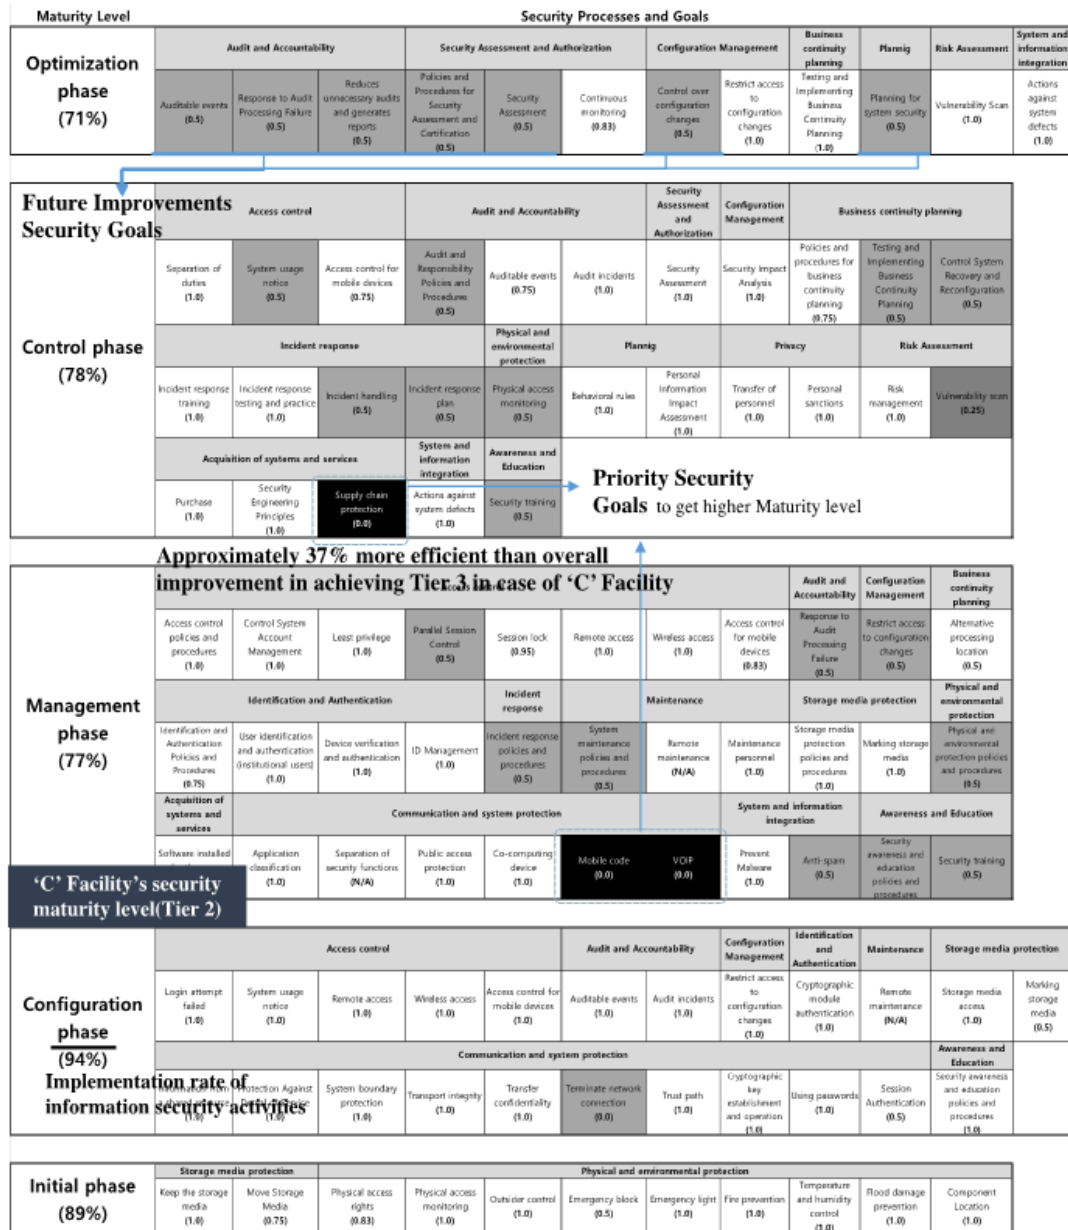 Maturity Level
Security Processes and Goals
Optimization
phase
(71%)
Audit and Accountability
Security Assessment and Authorization
Configuration Management
Business
continuity
planning
Plannig
Risk Assessment
System and
information
integration
Auditable events
(0.5)
Response to Audit
Processing Failure
(0.5)
Reduces
unnecessary audits
and generates
reports
(0.5)
Policies and
Procedures for
Security
Assessment and
Certification
(0.5)
Security
Assessment
(0.5)
Continuous
monitoring
(0.83)
Control over
configuration
changes
(0.5)
Restrict access
to
configuration
changes
(1.0)
Testing and
Implementing
Business
Continuity
Planning
(1.0)
Planning for
system security
(0.5)
Vulnerability Scan
(1.0)
Actions
against
system
defects
(1.0)
Future Improvements
Security Goals
Control phase
(78%)
Access control
Audit and Accountability
Security
Assessment
and
Authorization
Configuration
Management
Business continuity planning
Separation of
duties
(1.0)
System usage
notice
(0.5)
Access control for
mobile devices
(0.75)
Audit and
Responsibility
Policies and
Procedures
(0.5)
Auditable events
(0.75)
Audit incidents
(1.0)
Security
Assessment
(1.0)
Security Impact
Analysis
(1.0)
Policies and
procedures for
business
continuity
planning
(0.75)
Testing and
Implementing
Business
Continuity
Planning
(0.5)
Control System
Recovery and
Reconfiguration
(0.5)
Incident response
Physical and
environmental
protection
Plannig
Privacy
Risk Assessment
Incident response
training
(1.0)
Incident response
testing and practice
(1.0)
Incident handling
(0.5)
Incident response
plan
(0.5)
Physical access
monitoring
(0.5)
Behavioral rules
(1.0)
Personal
Information
Impact
Assessment
(1.0)
Transfer of
personnel
(1.0)
Personal
sanctions
(1.0)
Risk
management
(1.0)
Vulnerability scan
(0.25)
Acquisition of systems and services
System and
information
integration
Awareness and
Education
Purchase
(1.0)
Security
Engineering
Principles
(1.0)
Supply chain
protection
(0.0)
Actions against
system defects
(1.0)
Security training
(0.5)
Priority Security
Goals to get higher Maturity level
Approximately 37% more efficient than overall
improvement in achieving Tier 3 in case of ‘C’ Facility
Management
phase
(77%)
Audit and
Accountability
Configuration
Management
Business
continuity
planning
Access control
policies and
procedures
(1.0)
Control System
Account
Management
(1.0)
Least privilege
(1.0)
Parallel Session
Control
(0.5)
Session lock
(0.95)
Remote access
(1.0)
Wireless access
(1.0)
Access control
for mobile
devices
(0.83)
Response to
Audit
Processing
Failure
(0.5)
Restrict access
to configuration
changes
(0.5)
Alternative
processing
location
(0.5)
Identification and Authentication
Incident
response
Maintenance
Storage media protection
Physical and
environmental
protection
Identification and
Authentication
Policies and
Procedures
(0.75)
User identification
and authentication
(institutional users)
(1.0)
Device verification
and authentication
(1.0)
ID Management
(1.0)
Incident response
policies and
procedures
(0.5)
System
maintenance
policies and
procedures
(0.5)
Remote
maintenance
(N/A)
Maintenance
personnel
(1.0)
Storage media
protection
policies and
procedures
(1.0)
Marking storage
media
(1.0)
Physical and
environmental
protection policies
and procedures
(0.5)
Acquisition of
systems and
services
Communication and system protection
System and information
integration
Awareness and Education
Software installed
Application
classification
(1.0)
Separation of
security functions
(N/A)
Public access
protection
(1.0)
Co-computing
device
(1.0)
Mobile code
(0.0)
VOIP
(0.0)
Prevent
Malware
(1.0)
Anti-spam
(0.5)
Security
awareness and
education
policies and
procedures
Security training
(0.5)
‘C’ Facility’s security
maturity level(Tier 2)
Configuration
phase
(94%)
Access control
Audit and Accountability
Configuration
Management
Identification
and
Authentication
Maintenance
Storage media protection
Login attempt
failed
(1.0)
System usage
notice
(1.0)
Remote access
(1.0)
Wireless access
(1.0)
Access control for
mobile devices
(1.0)
Auditable events
(1.0)
Audit incidents
(1.0)
Restrict access
to
configuration
changes
(1.0)
Cryptographic
module
authentication
(1.0)
Remote
maintenance
(N/A)
Storage media
access
(1.0)
Marking
storage
media
(0.5)
Communication and system protection
Awareness and
Education
Implementation rate of
information security activities
(1.0)
Protection Against
(1.0)
System boundary
protection
(1.0)
Transport integrity
(1.0)
Transfer
confidentiality
(1.0)
Terminate network
connection
(0.0)
Trust path
(1.0)
Cryptographic
key
establishment
and operation
(1.0)
Using passwords
(1.0)
Session
Authentication
(0.5)
Security awareness
and education
policies and
procedures
(1.0)
Initial phase
(89%)
Storage media protection
Physical and environmental protection
Keep the storage
media
(1.0)
Move Storage
Media
(0.75)
Physical access
rights
(0.83)
Physical access
monitoring
(1.0)
Outsider control
(1.0)
Emergency block
(0.5)
Emergency light
(1.0)
Fire prevention
(1.0)
Temperature
and humidity
control
(1.0)
Flood damage
prevention
(1.0)
Component
Location
(1.0)